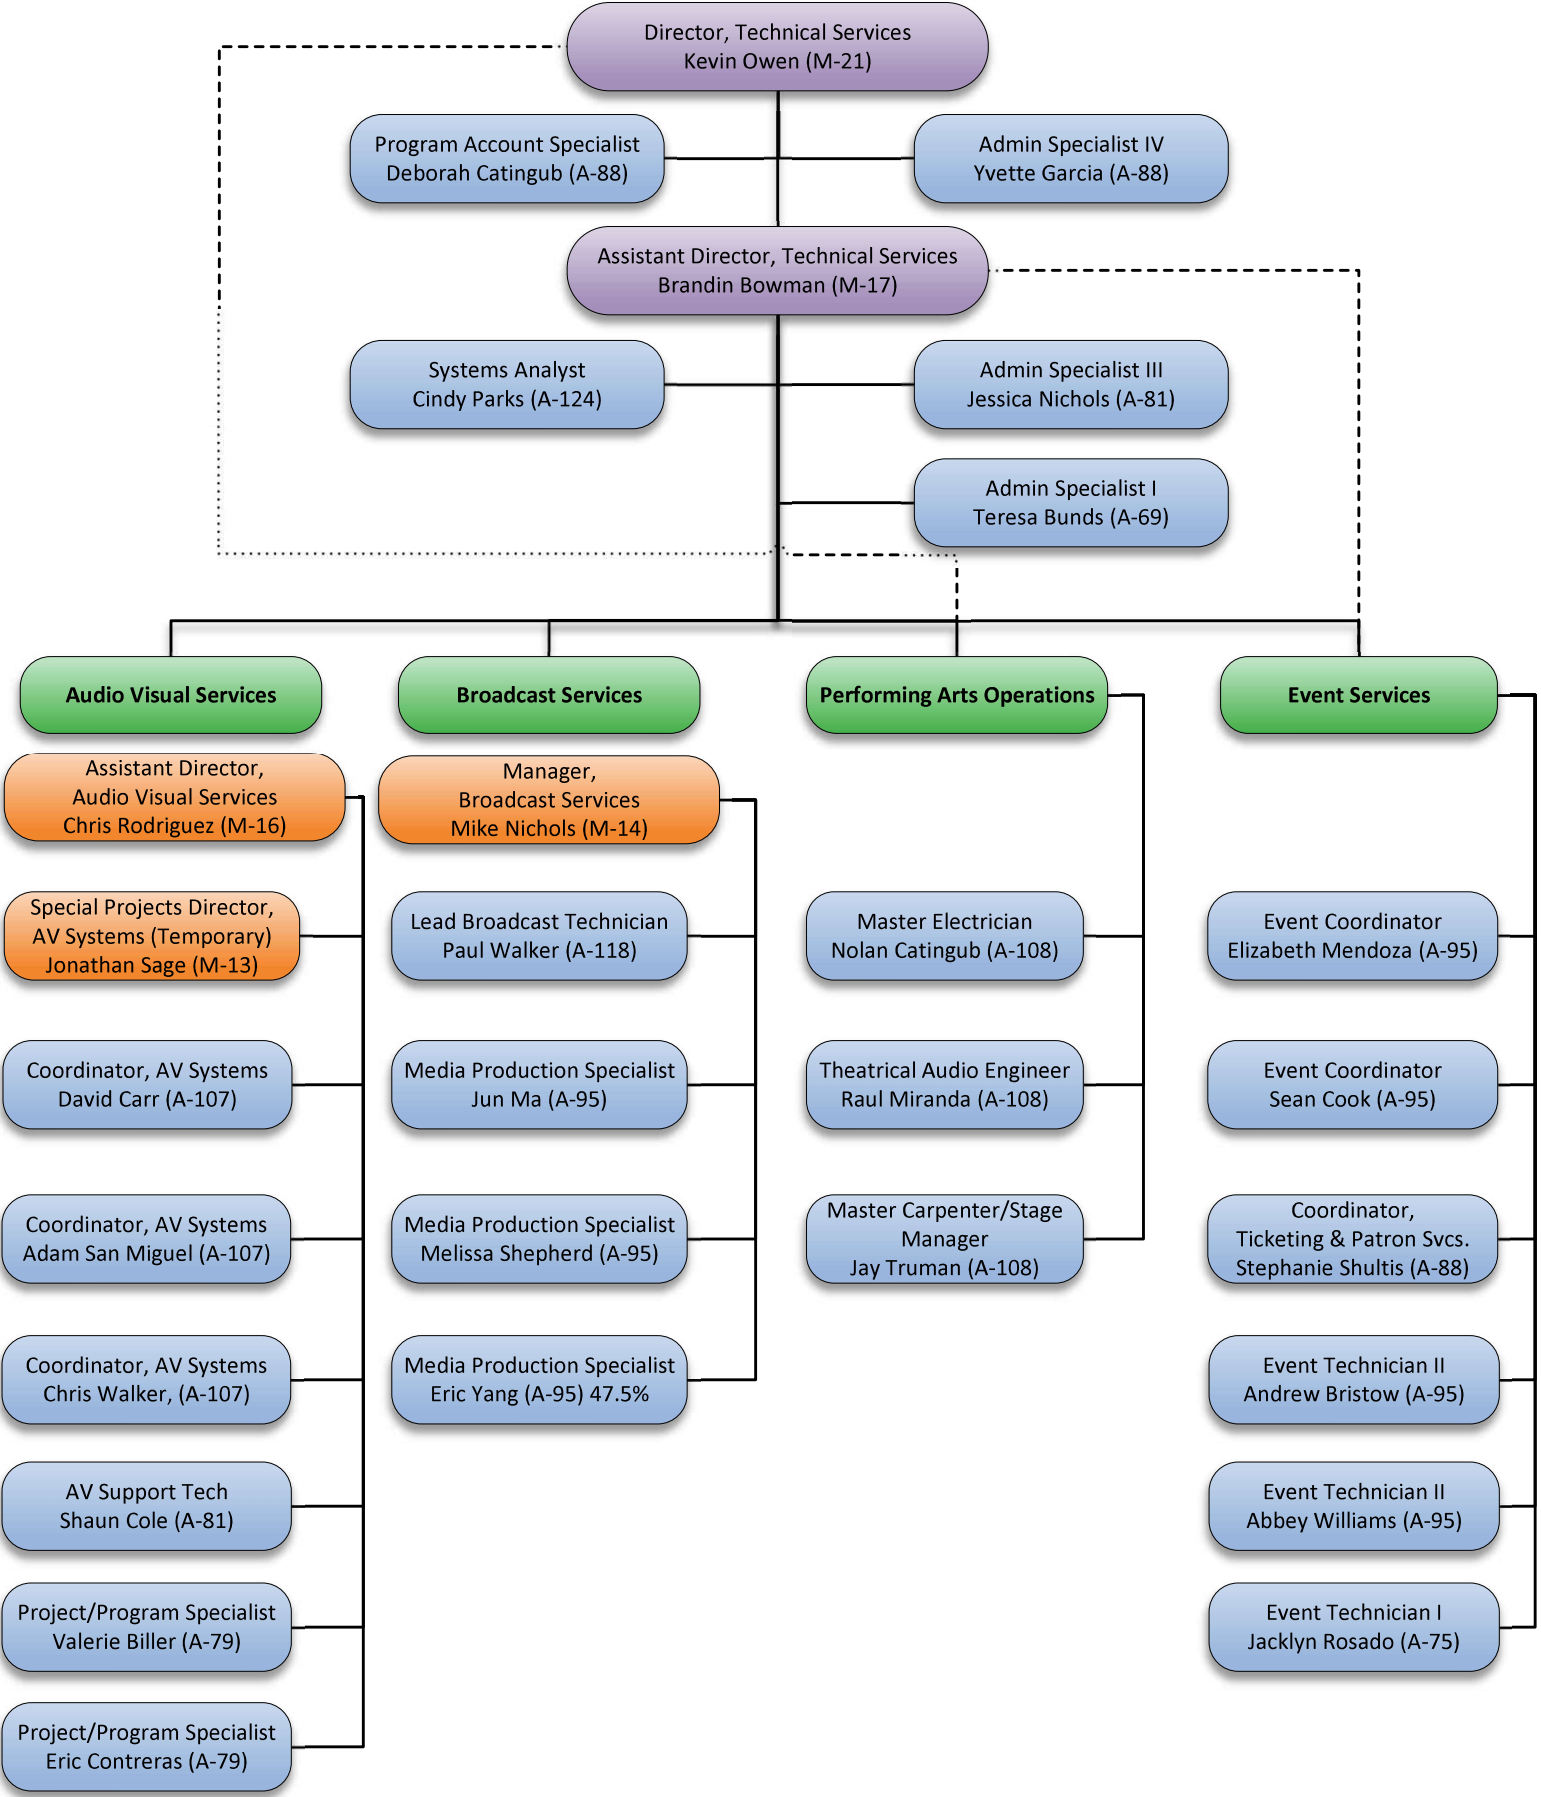 Director, Technical Services
Kevin Owen (M-21)
Program Account Specialist
Deborah Catingub (A-88)
Admin Specialist IV
Yvette Garcia (A-88)
Assistant Director, Technical Services
Brandin Bowman (M-17)
Systems Analyst
Cindy Parks (A-124)
Admin Specialist III
Jessica Nichols (A-81)
Admin Specialist I
Teresa Bunds (A-69)
Audio Visual Services
Assistant Director,
Audio Visual Services
Chris Rodriguez (M-16)
Special Projects Director,
AV Systems (Temporary)
Jonathan Sage (M-13)
Coordinator, AV Systems
David Carr (A-107)
Coordinator, AV Systems
Adam San Miguel (A-107)
Coordinator, AV Systems
Chris Walker, (A-107)
AV Support Tech
Shaun Cole (A-81)
Project/Program Specialist
Valerie Biller (A-79)
Project/Program Specialist
Eric Contreras (A-79)
Broadcast Services
Manager,
Broadcast Services
Mike Nichols (M-14)
Lead Broadcast Technician
Paul Walker (A-118)
Media Production Specialist
Jun Ma (A-95)
Media Production Specialist
Melissa Shepherd (A-95)
Media Production Specialist
Eric Yang (A-95) 47.5%
Performing Arts Operations
Master Electrician
Nolan Catingub (A-108)
Theatrical Audio Engineer
Raul Miranda (A-108)
Master Carpenter/Stage
Manager
Jay Truman (A-108)
Event Services
Event Coordinator
Elizabeth Mendoza (A-95)
Event Coordinator
Sean Cook (A-95)
Coordinator,
Ticketing & Patron Svcs.
Stephanie Shultis (A-88)
Event Technician II
Andrew Bristow (A-95)
Event Technician II
Abbey Williams (A-95)
Event Technician I
Jacklyn Rosado (A-75)